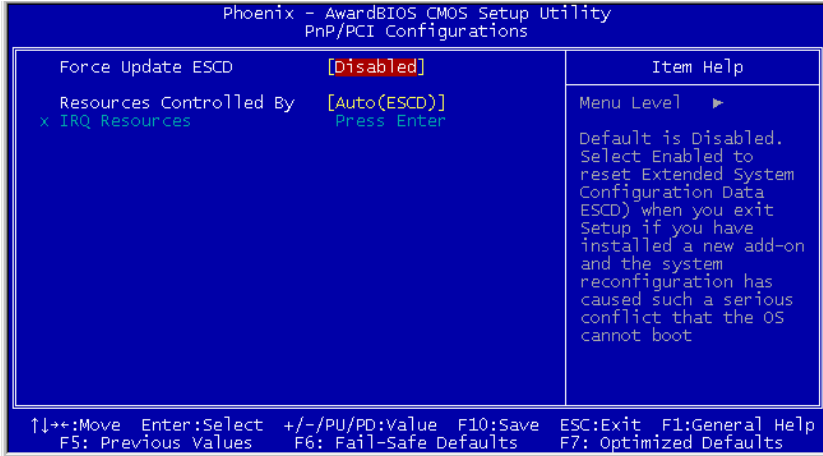 Phoenix - AwardBIOS CMOS Setup Utility
PnP/PCI Configurations
Force Update ESCD [Disabled]
Resources Controlled By [Auto(ESCD)]
x IRQ Resources Press Enter
Item Help
Menu Level ►
Default is Disabled.
Select Enabled to
reset Extended System
Configuration Data
ESCD) when you exit
Setup if you have
installed a new add-on
and the system
reconfiguration has
caused such a serious
conflict that the OS
cannot boot
↑↓→←:Move Enter:Select +/-/PU/PD:Value F10:Save ESC:Exit F1:General Help
F5: Previous Values F6: Fail-Safe Defaults F7: Optimized Defaults